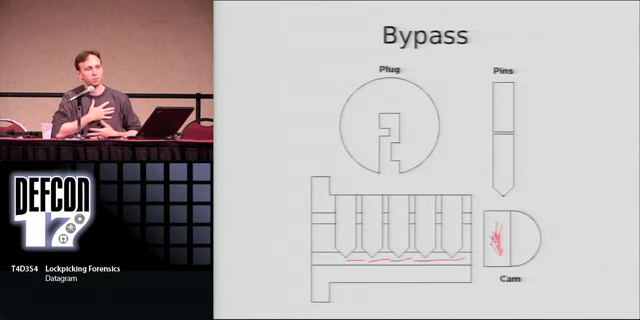 Bypass
Plug
Pins
Cam
DEFCON
17
T4D3S4 Lockpicking Forensics
Datagram